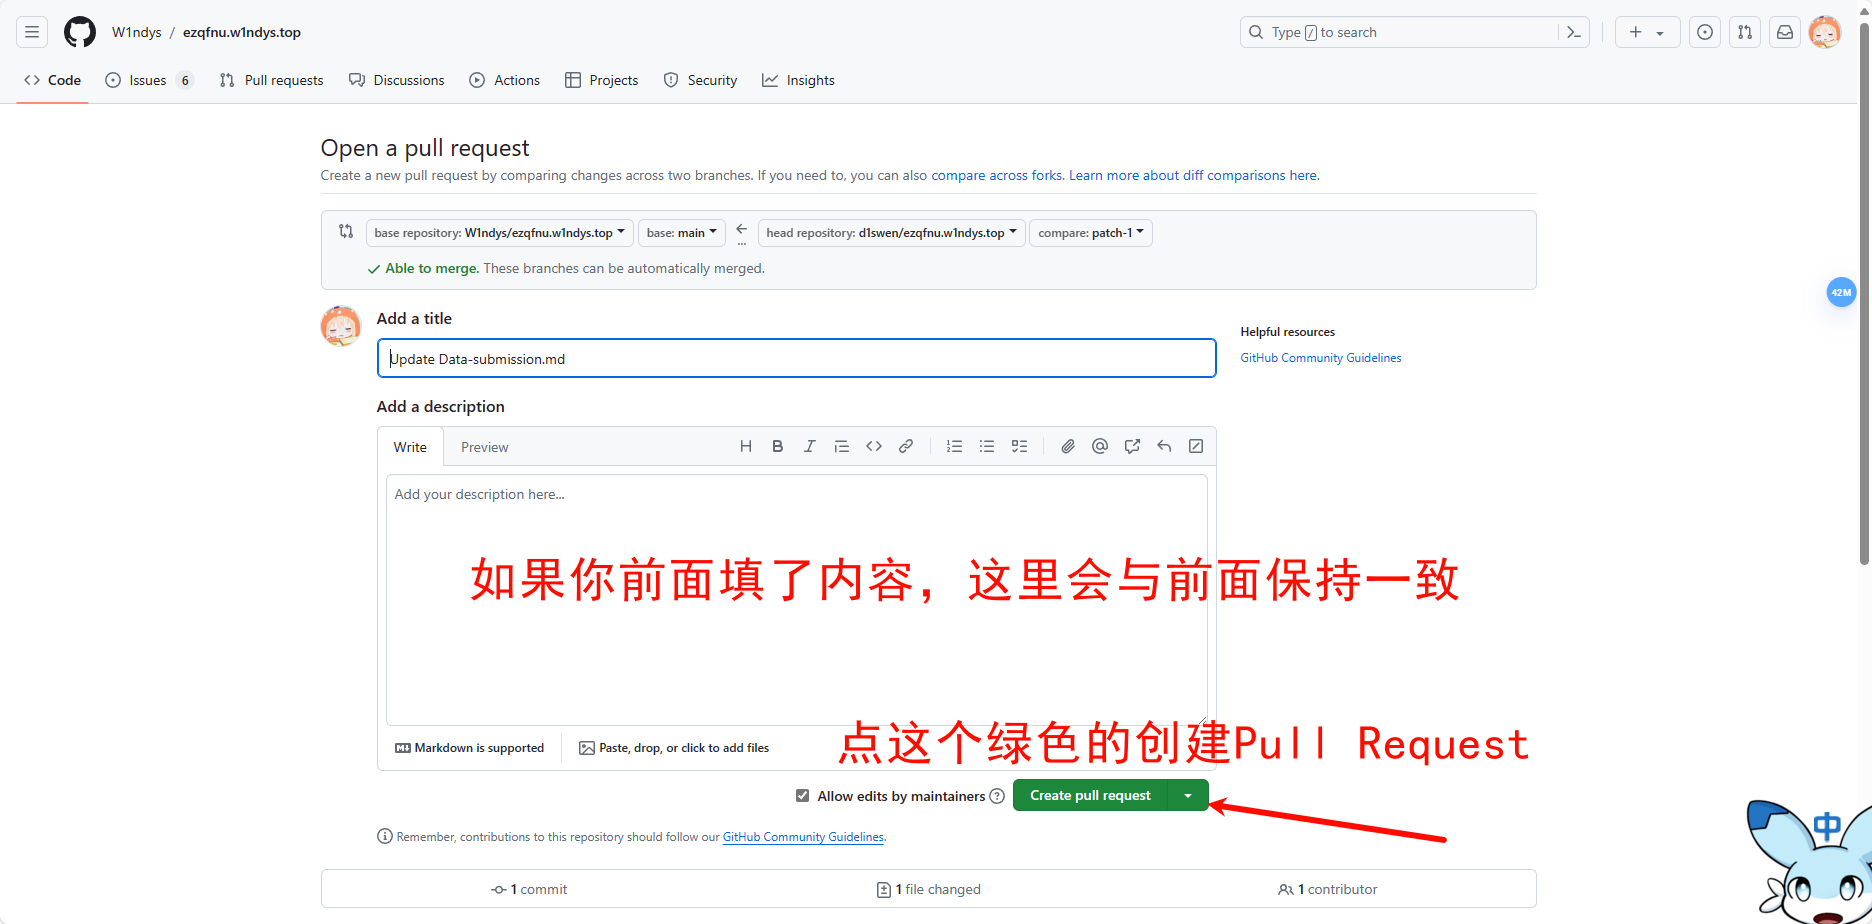 W1ndys / ezqfnu.w1ndys.top
Type / to search
Code
Issues 6
Pull requests
Discussions
Actions
Projects
Security
Insights
Open a pull request
Create a new pull request by comparing changes across two branches. If you need to, you can also compare across forks. Learn more about diff comparisons here.
base repository: W1ndys/ezqfnu.w1ndys.top base: main ... head repository: d1swen/ezqfnu.w1ndys.top compare: patch-1
Able to merge. These branches can be automatically merged.
42M
Add a title
Update Data-submission.md
Helpful resources
GitHub Community Guidelines
Add a description
Write Preview
Add your description here...
如果你前面填了内容，这里会与前面保持一致
点这个绿色的创建Pull Request
Markdown is supported
Paste, drop, or click to add files
Allow edits by maintainers
Create pull request
Remember, contributions to this repository should follow our GitHub Community Guidelines.
中
1 commit
1 file changed
1 contributor